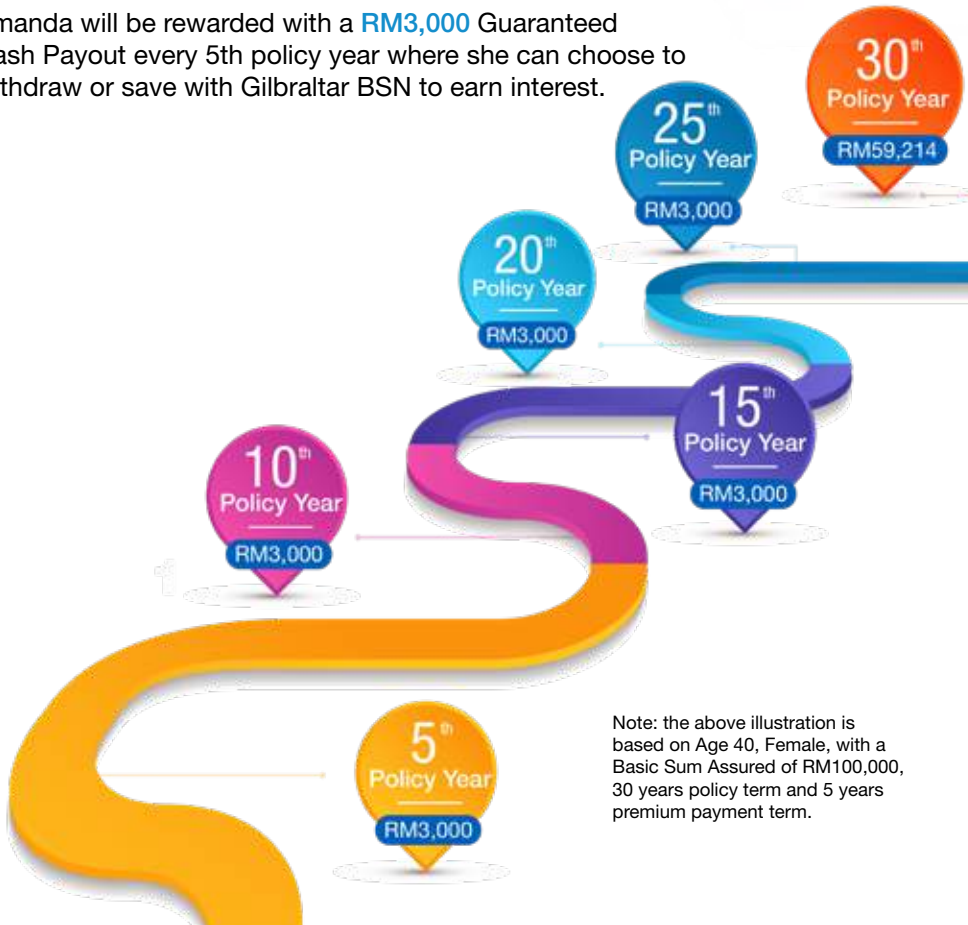 manda will be rewarded with a RM3,000 Guaranteed
ash Payout every 5th policy year where she can choose to
thdraw or save with Gilbraltar BSN to earn interest.
30th
Policy Year
RM59,214
25th
Policy Year
RM3,000
20th
Policy Year
RM3,000
15th
Policy Year
RM3,000
10th
Policy Year
RM3,000
5th
Policy Year
RM3,000
Note: the above illustration is
based on Age 40, Female, with a
Basic Sum Assured of RM100,000,
30 years policy term and 5 years
premium payment term.